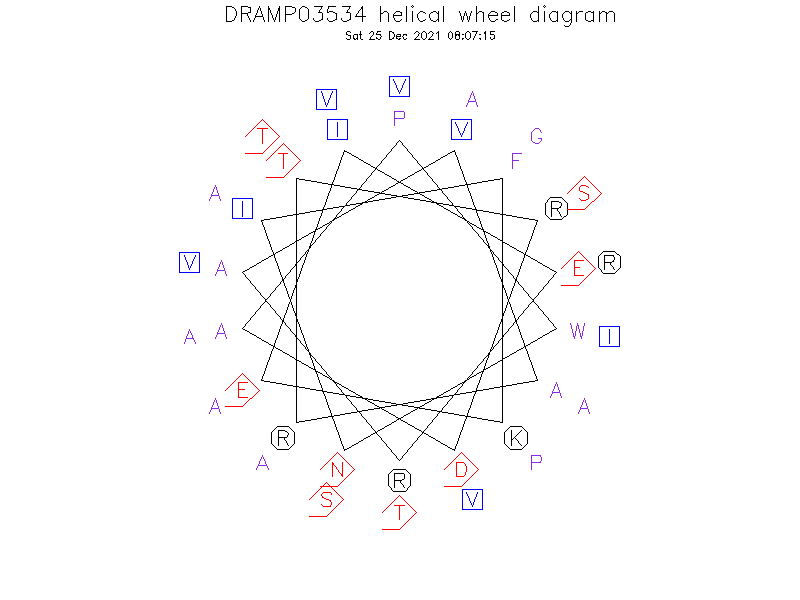 DRAMP03534 helical wheel diagram
Sat 25 Dec 2021 08:07:15
V
V A
P
I V
T G
T F
A S
I R
V R
A E
A A W I
E A
A A
R K
A P
N D
S V
R
T